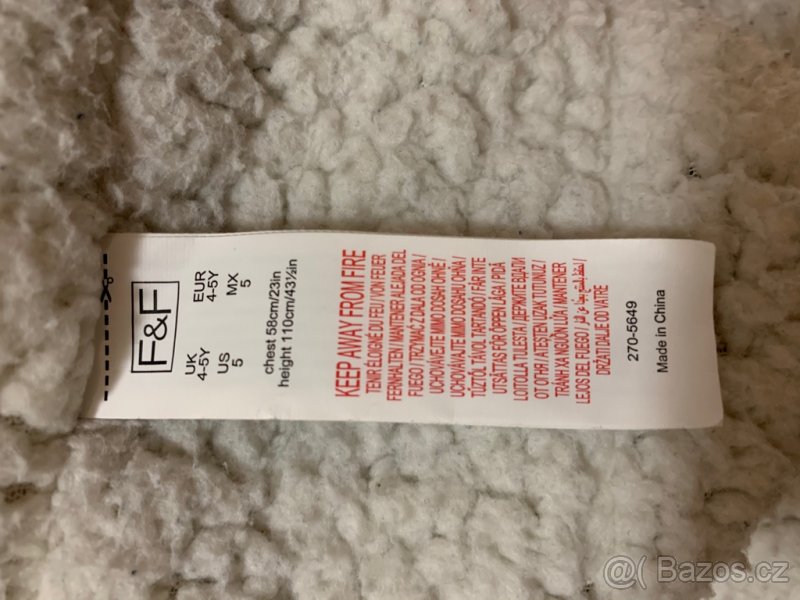 F&F
UK EUR
4-5Y 4-5Y
US MX
5 5
chest 58cm/23in
height 110cm/43½in
KEEP AWAY FROM FIRE
TENIR ÉLOIGNÉ DU FEU / VON FEUER
FERNHALTEN / MANTENER ALEJADA DEL
FUEGO / TRZYMAĆ Z DALA OD OGNIA /
UCHOVÁVEJTE MIMO DOSAH OHNĚ /
UCHOVÁVAJTE MIMO DOSAHU OHŇA /
TŰZTŐL TÁVOL TARTANDÓ / FÅR INTE
UTSÄTTAS FÖR ÖPPEN LÅGA / PIDÄ
LOITOLLA TULESTA / ДЕРЖИТЕ ВДАЛИ
ОТ ОГНЯ / ATEŞTEN UZAK TUTUNUZ /
TRÁNH XA NGUỒN LỬA / MANTENER
LEJOS DEL FUEGO /
DRŽATI DALJE OD VATRE
270-5649
Made in China
@ Bazos.cz